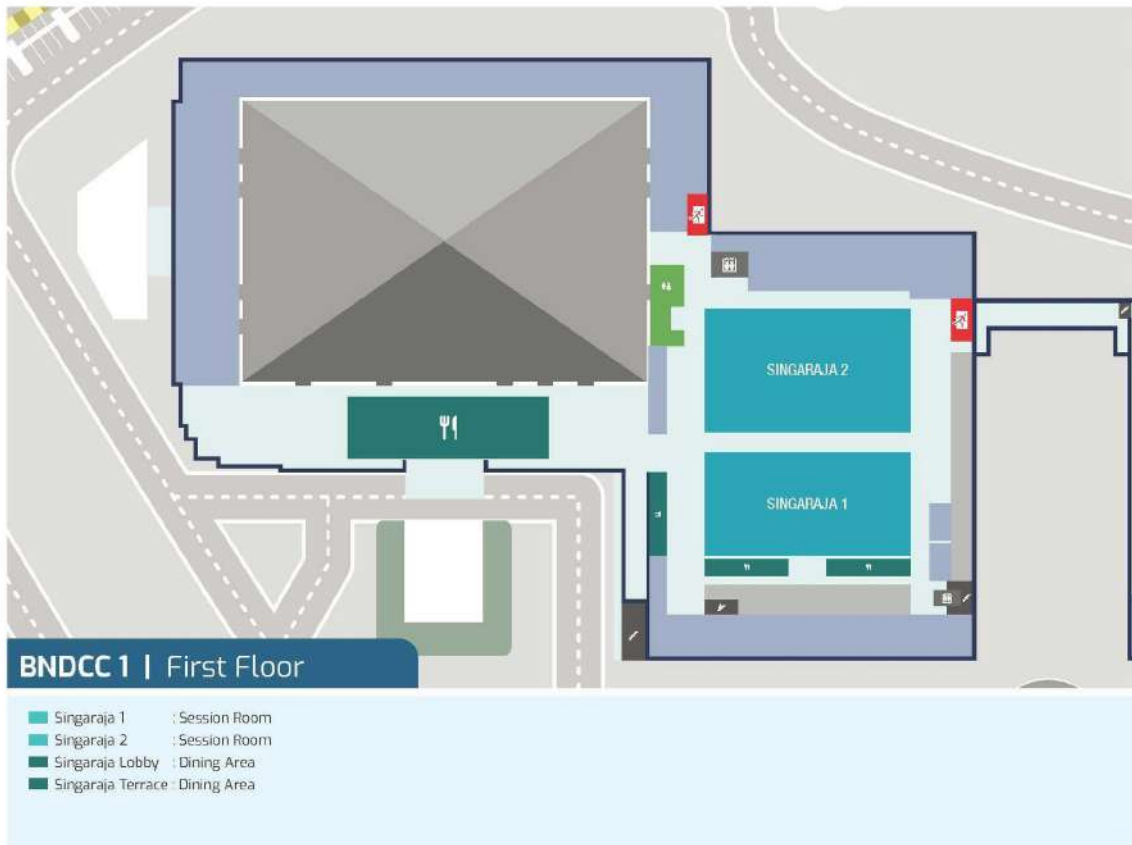 SINGARAJA 2
SINGARAJA 1
BNDCC 1 | First Floor
Singaraja 1 : Session Room
Singaraja 2 : Session Room
Singaraja Lobby : Dining Area
Singaraja Terrace : Dining Area